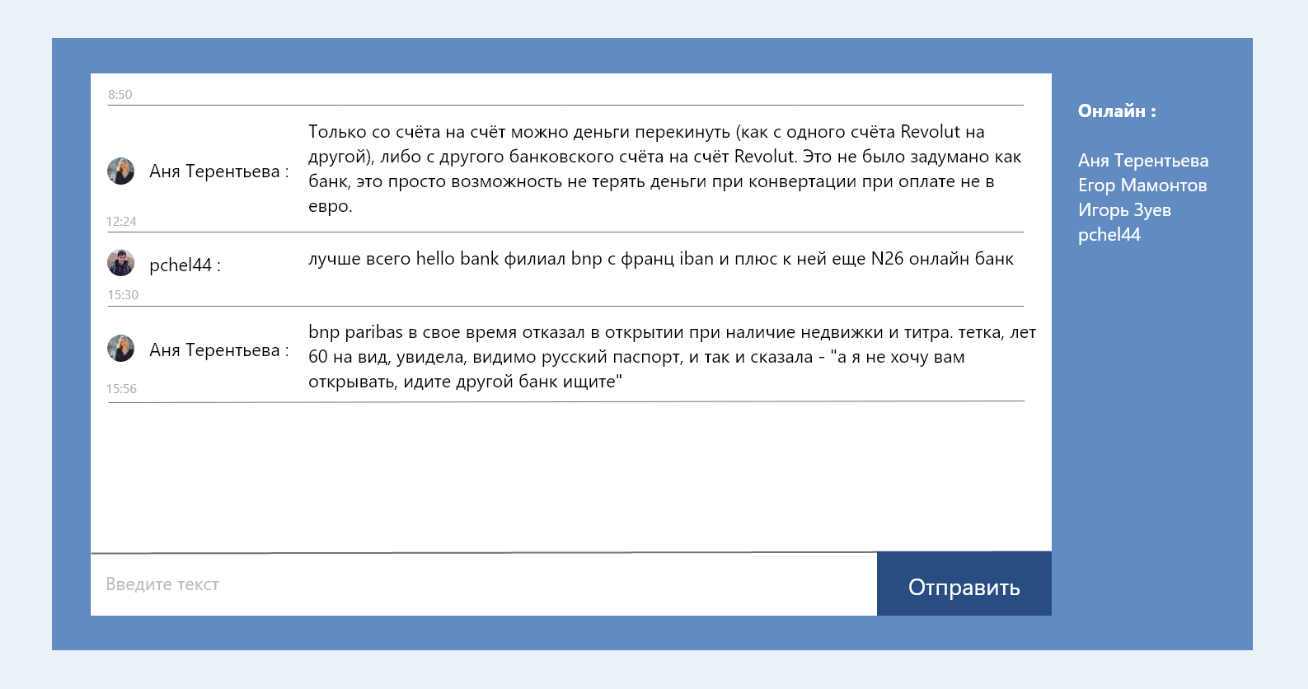 8:50
Аня Терентьева :
Только со счёта на счёт можно деньги перекинуть (как с одного счёта Revolut на
другой), либо с другого банковского счёта на счёт Revolut. Это не было задумано как
банк, это просто возможность не терять деньги при конвертации при оплате не в
евро.
12:24
pchel44 :
лучше всего hello bank филиал bnp с франц iban и плюс к ней еще N26 онлайн банк
15:30
Аня Терентьева :
bnp paribas в свое время отказал в открытии при наличие недвижки и титра. тетка, лет
60 на вид, увидела, видимо русский паспорт, и так и сказала - "а я не хочу вам
открывать, идите другой банк ищите"
15:56
Введите текст
Отправить
Онлайн :
Аня Терентьева
Егор Мамонтов
Игорь Зуев
pchel44